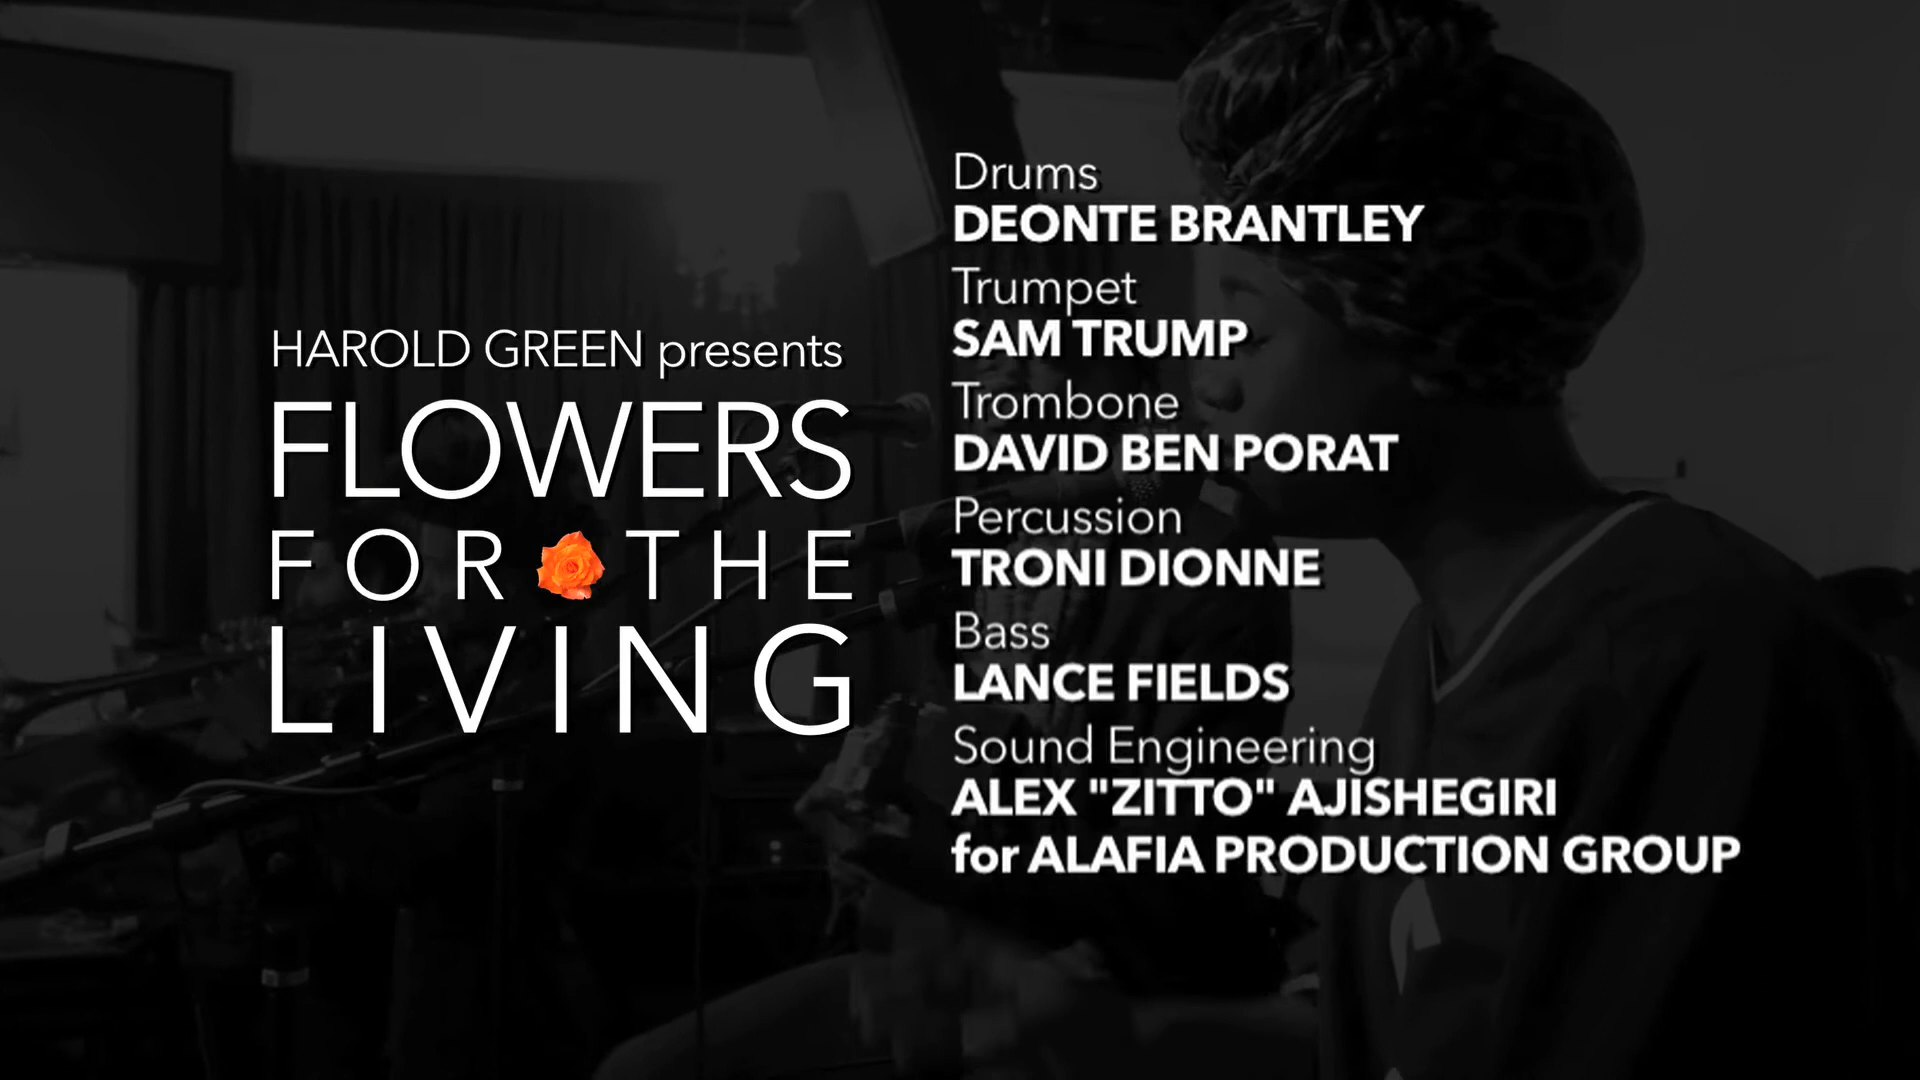 HAROLD GREEN presents
FLOWERS
FOR THE
LIVING
Drums
DEONTE BRANTLEY
Trumpet
SAM TRUMP
Trombone
DAVID BEN PORAT
Percussion
TRONI DIONNE
Bass
LANCE FIELDS
Sound Engineering
ALEX "ZITTO" AJISHEGIRI
for ALAFIA PRODUCTION GROUP